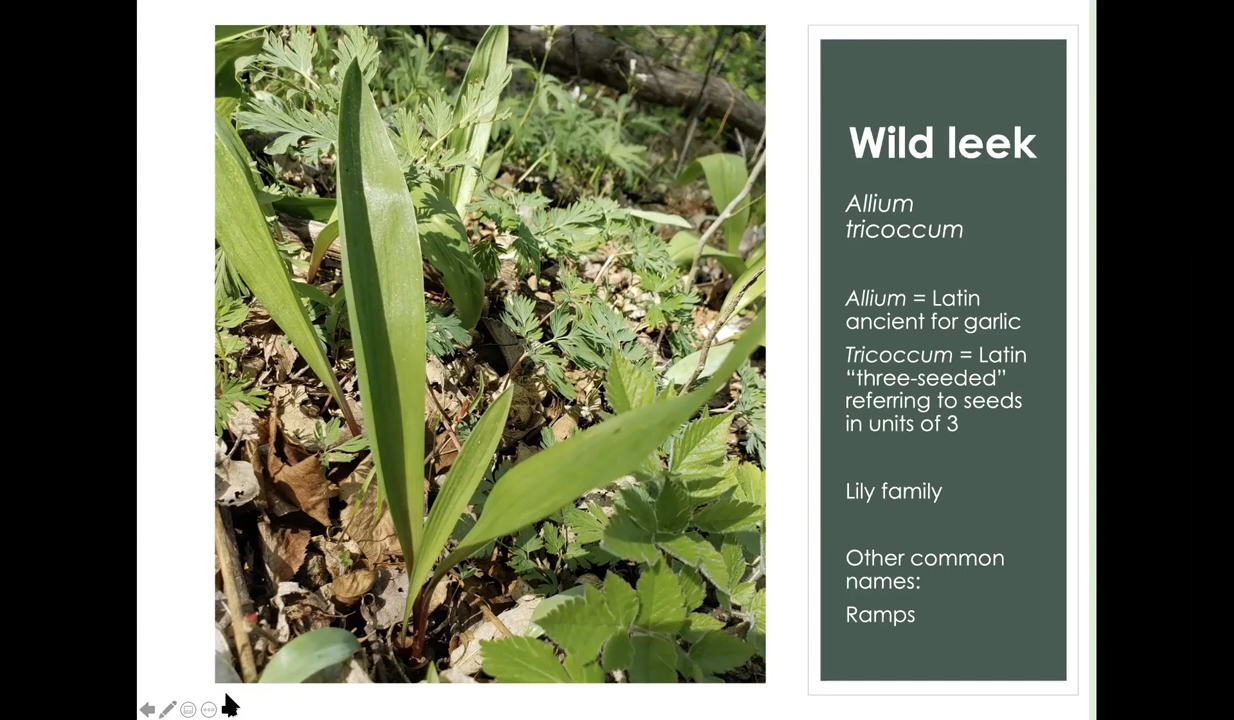 Wild leek
Allium
tricoccum
Allium = Latin
ancient for garlic
Tricoccum = Latin
“three-seeded”
referring to seeds
in units of 3
Lily family
Other common
names:
Ramps